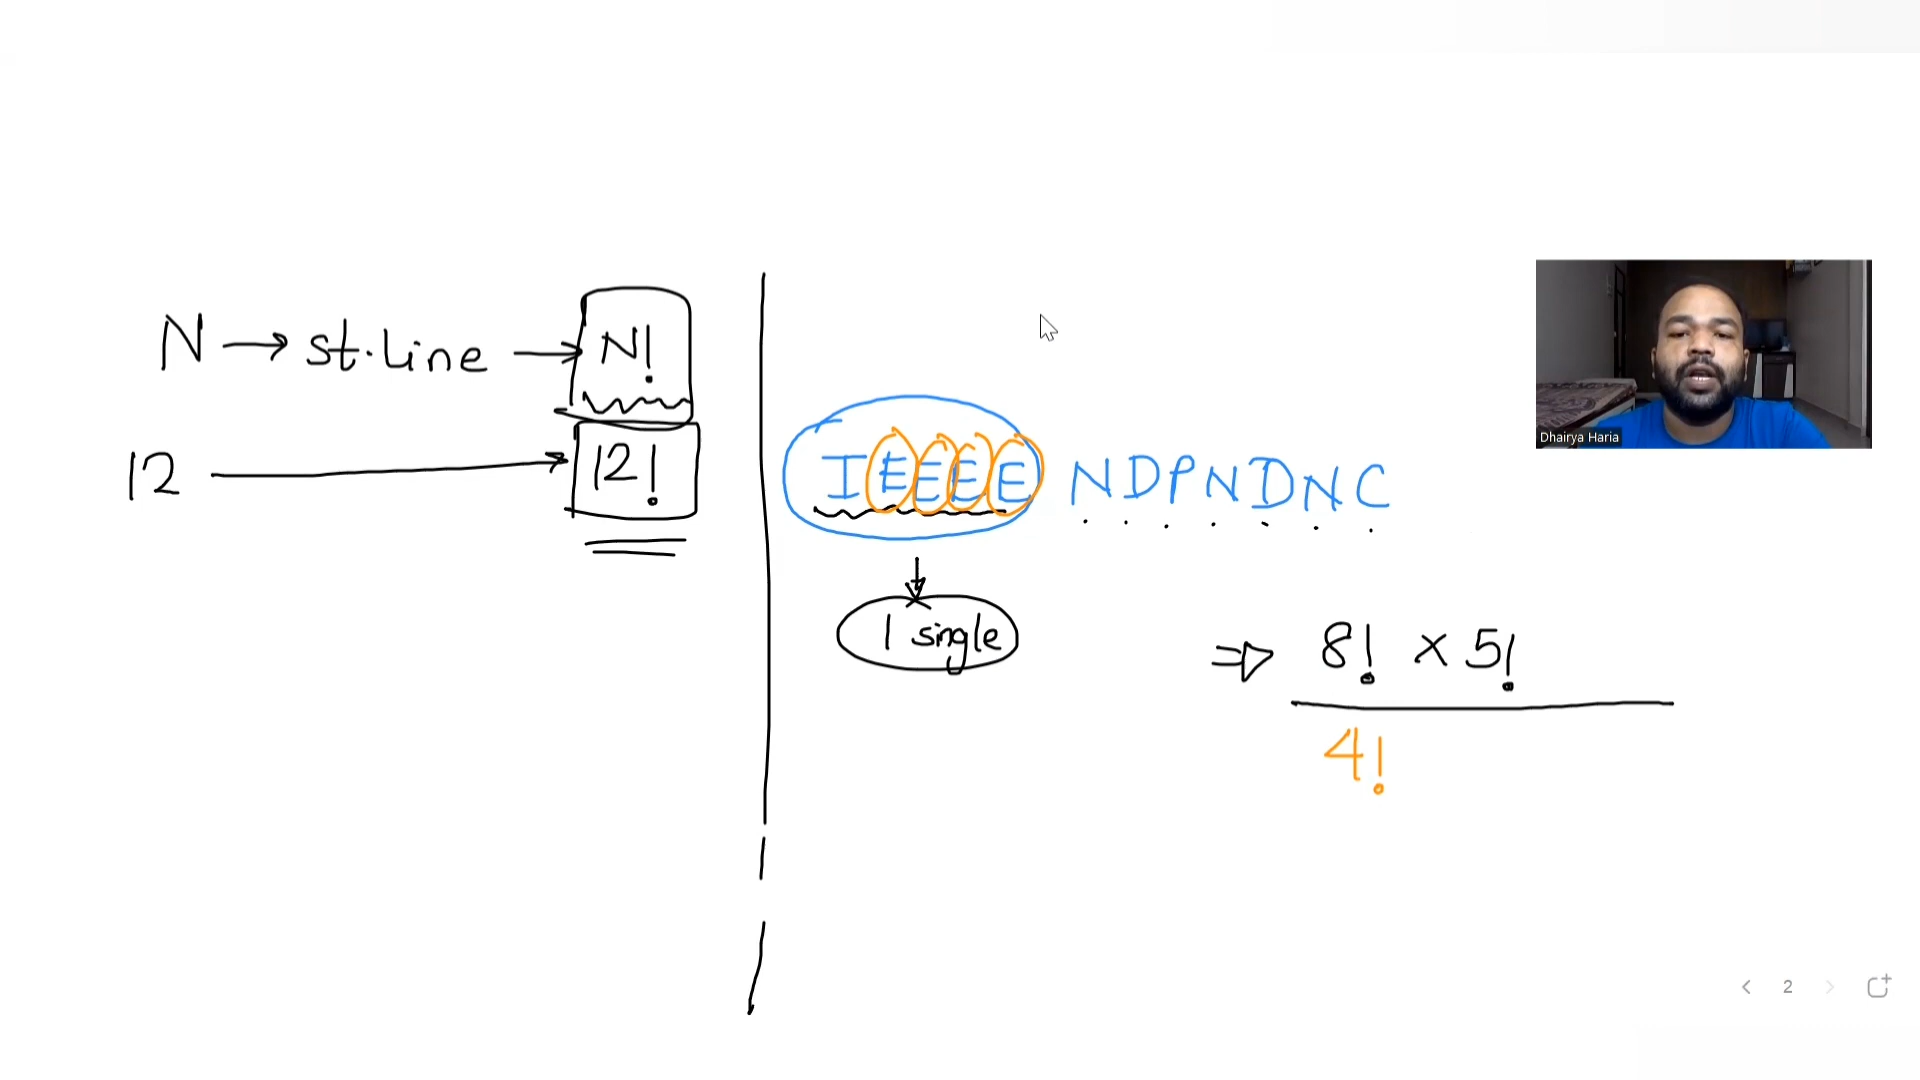 N → st. Line → N!
12 → 12!
IEEEE NDPNDNC
1 single
⇒ 8! × 5!
4!
Dhairya Haria
2